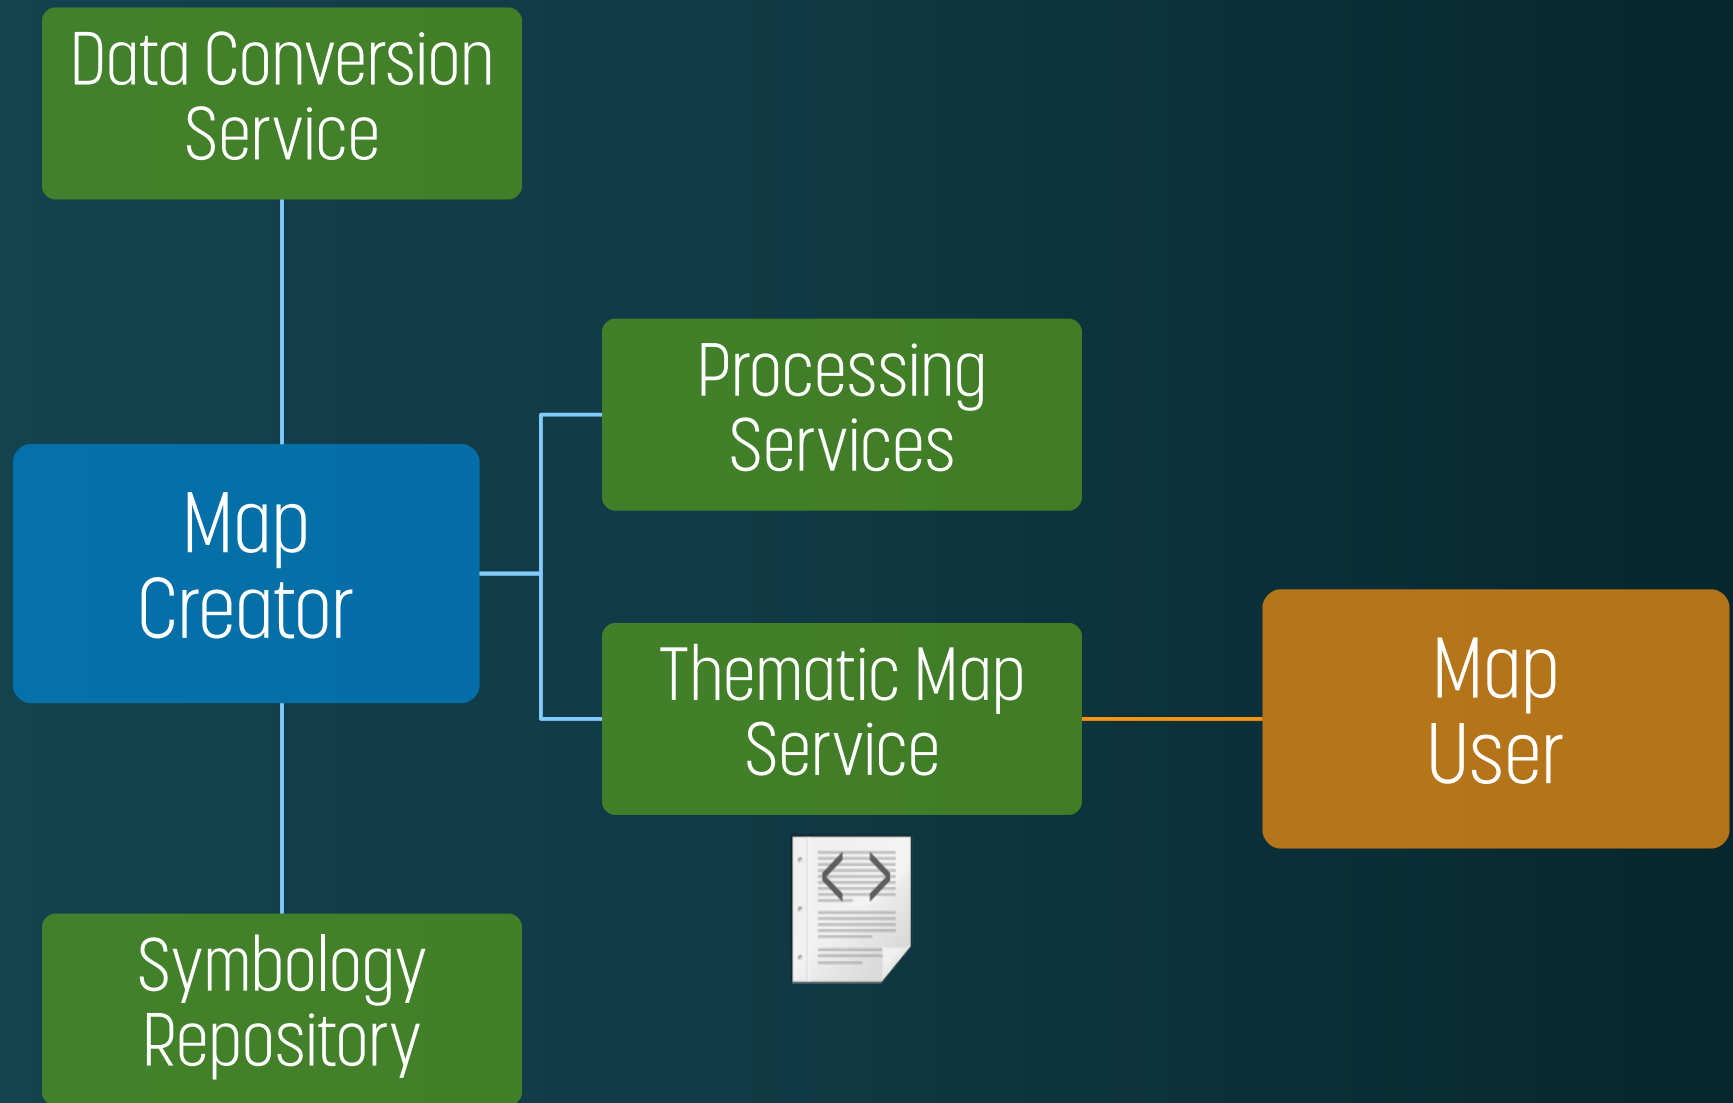 Data Conversion
Service
Processing
Services
Map
Creator
Thematic Map
Service
Map
User
Symbology
Repository